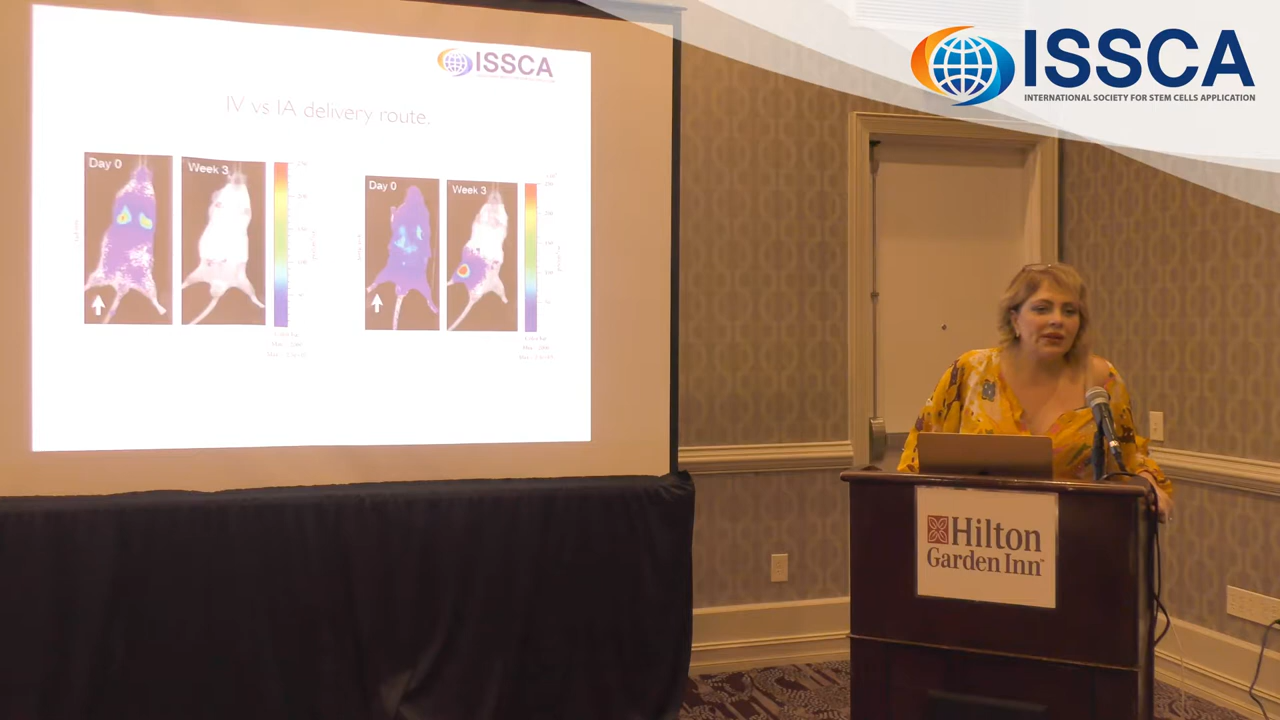 ISSCA
IV vs IA delivery route.
Day 0
Week 3
Day 0
Week 3
ISSCA
INTERNATIONAL SOCIETY FOR STEM CELLS APPLICATION
Hilton
Garden Inn™